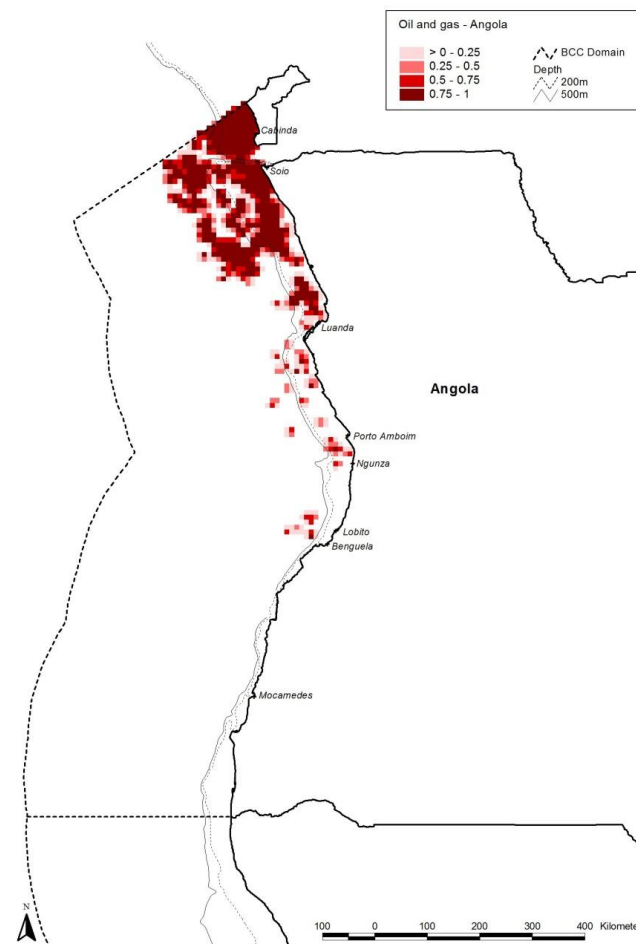 Oil and gas - Angola
> 0 - 0.25
0.25 - 0.5
0.5 - 0.75
0.75 - 1
BCC Domain
Depth
200m
500m
Cabinda
Soio
Luanda
Angola
Porto Amboim
Ngunza
Lobito
Benguela
Mocamedes
N
100 0 100 200 300 400 Kilomete